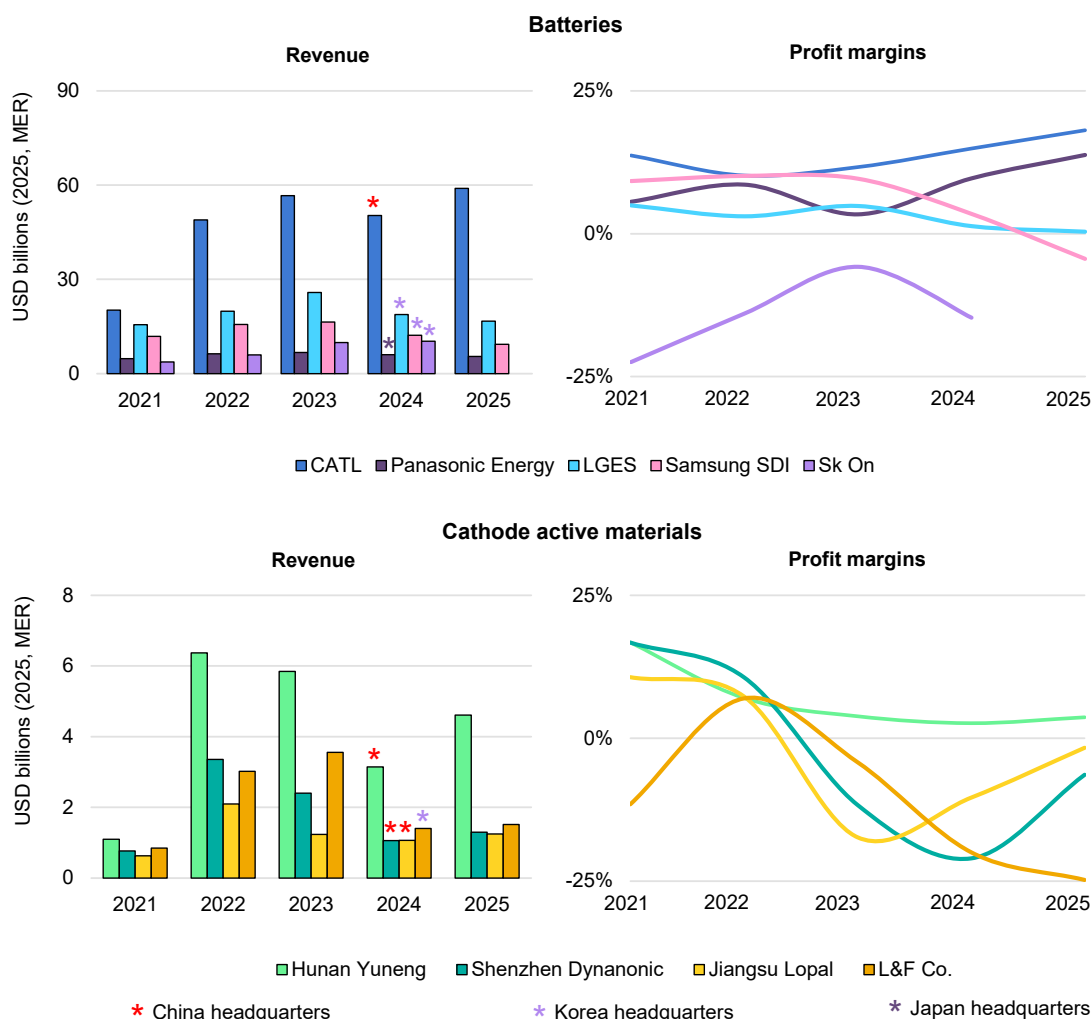 Batteries
Revenue
Profit margins
USD billions (2025, MER)
90
60
30
0
2021 2022 2023 2024 2025
25%
0%
-25%
2021 2022 2023 2024 2025
CATL Panasonic Energy LGES Samsung SDI Sk On
Cathode active materials
Revenue
Profit margins
USD billions (2025, MER)
8
6
4
2
0
2021 2022 2023 2024 2025
25%
0%
-25%
2021 2022 2023 2024 2025
Hunan Yuneng Shenzhen Dynanonic Jiangsu Lopal L&F Co.
* China headquarters * Korea headquarters * Japan headquarters